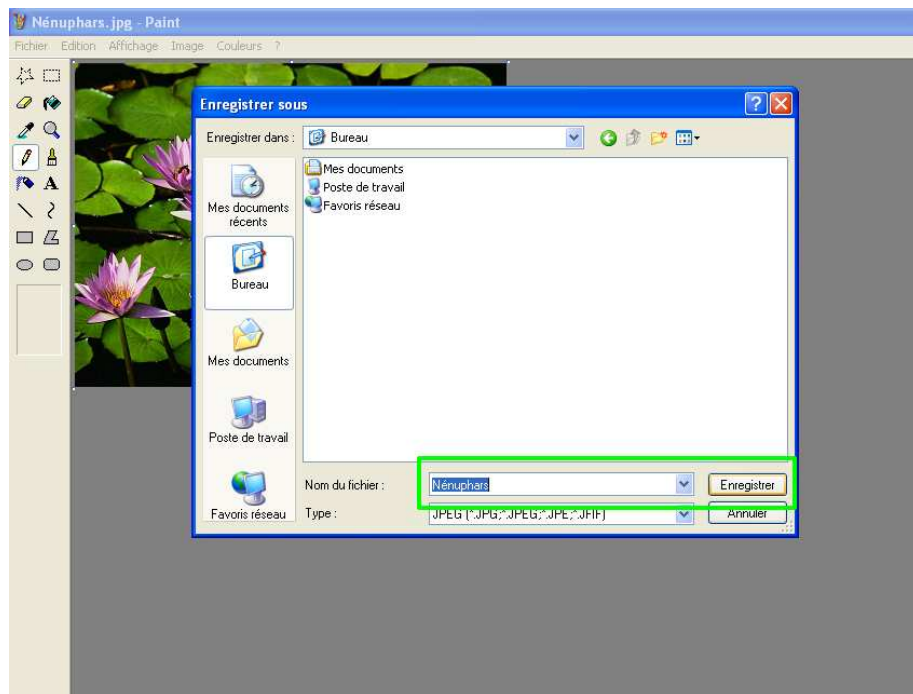 Nénuphars.jpg - Paint
Fichier Edition Affichage Image Couleurs ?
Enregistrer sous
Enregistrer dans : Bureau
Mes documents récents
Bureau
Mes documents
Poste de travail
Favoris réseau
Mes documents
Poste de travail
Favoris réseau
A
Nom du fichier : Nénuphars Enregistrer
Type : JPEG (*.JPG;*.JPEG;*.JPE;*.JFIF) Annuler